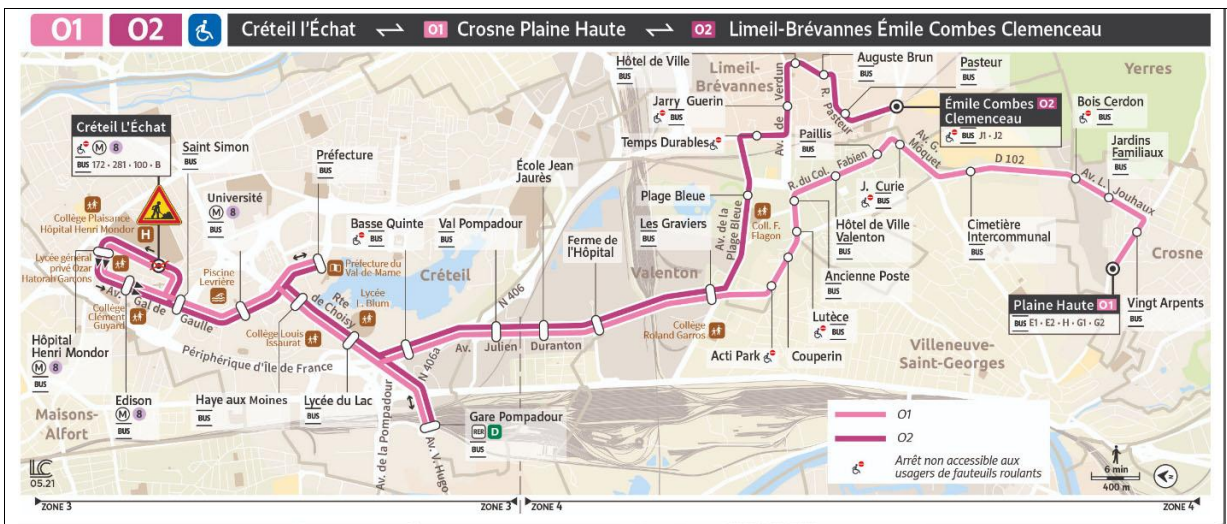 O1 O2 Créteil l'Échat O1 Crosne Plaine Haute O2 Limeil-Brévannes Émile Combes Clemenceau
Hôtel de Ville
BUS
Limeil-
Brévannes
Auguste Brun
BUS
Pasteur
BUS
Yerres
Jarry Guerin
BUS
Av. de Verdun
R. Pasteur
Émile Combes O2
Clemenceau
BUS J1 • J2
Bois Cerdon
BUS
Créteil L'Échat
M 8
BUS 172 • 281 • 100 • B
Saint Simon
BUS
Préfecture
BUS
Temps Durables
Paillis
BUS
Av. G. Môquet
D 102
Jardins
Familiaux
BUS
École Jean
Jaurès
R. du Col. Fabien
Av. L. Jouhaux
Université
M 8
BUS
Plage Bleue
J. Curie
BUS
Collège Plaisance
Hôpital Henri Mondor
H
Basse Quinte
BUS
Val Pompadour
BUS
Les Graviers
BUS
Av. de la
Plage Bleue
Coll. F.
Flagon
Hôtel de Ville
Valenton
BUS
Cimetière
Intercommunal
BUS
Ferme de
l'Hôpital
Crosne
Lycée général
privé Ozar
Hatorah Garçons
Piscine
Levrière
Préfecture du
Val-de-Marne
Créteil
Valenton
Ancienne Poste
BUS
Av. Gal de Gaulle
Rte de Choisy
Lycée
L. Blum
N 406
Plaine Haute O1
BUS E1 • E2 • H • G1 • G2
Vingt Arpents
BUS
Collège
Clément
Guyard
Collège Louis
Issaurat
Collège
Roland Garros
Lutèce
BUS
Hôpital
Henri Mondor
M 8
BUS
Périphérique d'Île de France
N 406a
Av. Julien Duranton
Acti Park
Couperin
Villeneuve-
Saint-Georges
Edison
M 8
BUS
Haye aux Moines
BUS
Lycée du Lac
BUS
Av. de la Pompadour
Av. V. Hugo
Gare Pompadour
RER D
BUS
Maisons-
Alfort
O1
O2
Arrêt non accessible aux
usagers de fauteuils roulants
6 min
400 m
LC
05.21
ZONE 3 ZONE 3 ZONE 4 ZONE 4